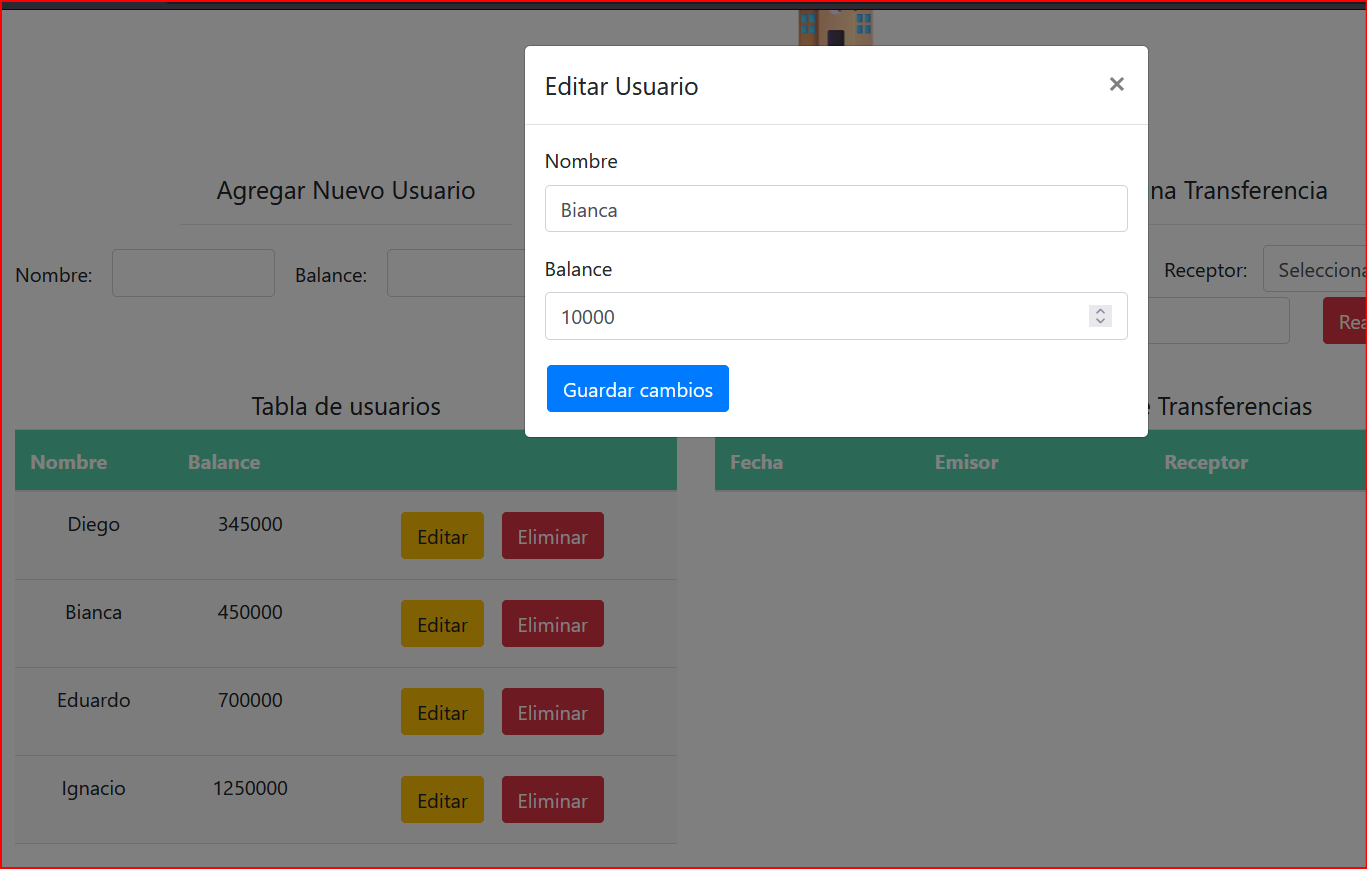 Editar Usuario
×
Nombre
Bianca
Balance
10000
Guardar cambios
Agregar Nuevo Usuario
Nombre:
Balance:
na Transferencia
Receptor:
Selecciona
Rea
Tabla de usuarios
Nombre Balance
Diego 345000 Editar Eliminar
Bianca 450000 Editar Eliminar
Eduardo 700000 Editar Eliminar
Ignacio 1250000 Editar Eliminar
Transferencias
Fecha Emisor Receptor